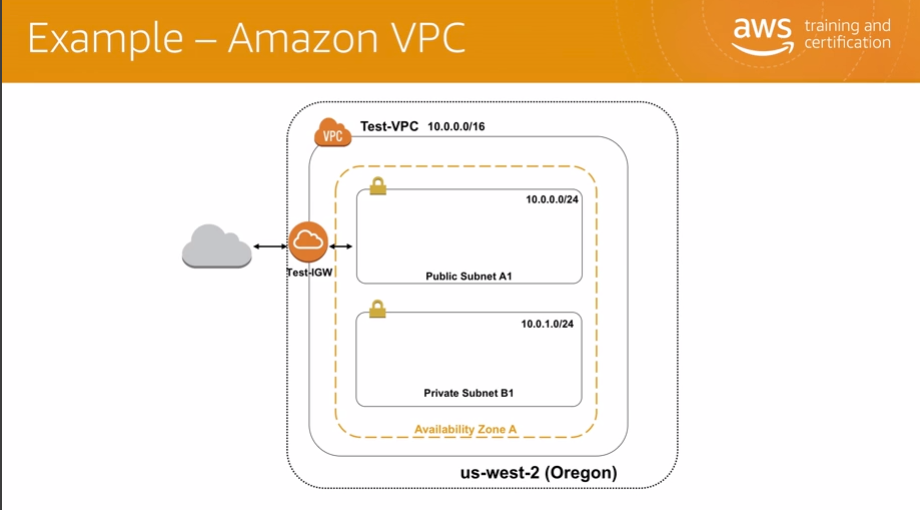 Example – Amazon VPC
aws training and
certification
VPC
Test-VPC 10.0.0.0/16
10.0.0.0/24
Test-IGW
Public Subnet A1
10.0.1.0/24
Private Subnet B1
Availability Zone A
us-west-2 (Oregon)